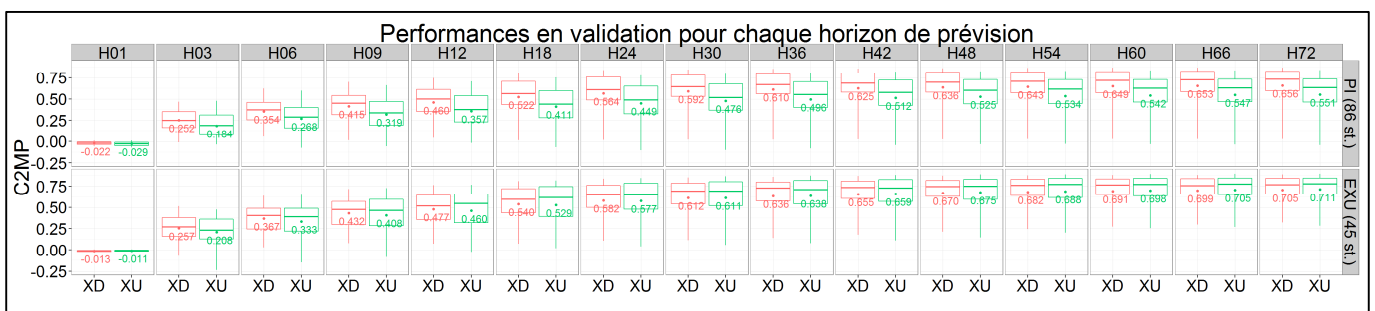 Performances en validation pour chaque horizon de prévision
H01 H03 H06 H09 H12 H18 H24 H30 H36 H42 H48 H54 H60 H66 H72
C2MP
0.75
0.50
0.25
0.00
-0.25
-0.022 -0.029 0.252 0.184 0.354 0.268 0.415 0.319 0.460 0.357 0.522 0.411 0.564 0.449 0.592 0.476 0.610 0.496 0.625 0.512 0.636 0.525 0.643 0.534 0.649 0.542 0.653 0.547 0.656 0.551
PI (86 st.)
0.75
0.50
0.25
0.00
-0.25
-0.013 -0.011 0.257 0.208 0.367 0.333 0.432 0.408 0.477 0.460 0.540 0.529 0.582 0.577 0.612 0.611 0.636 0.638 0.655 0.659 0.670 0.675 0.682 0.688 0.691 0.698 0.699 0.705 0.705 0.711
EXU (45 st.)
XD XU XD XU XD XU XD XU XD XU XD XU XD XU XD XU XD XU XD XU XD XU XD XU XD XU XD XU XD XU